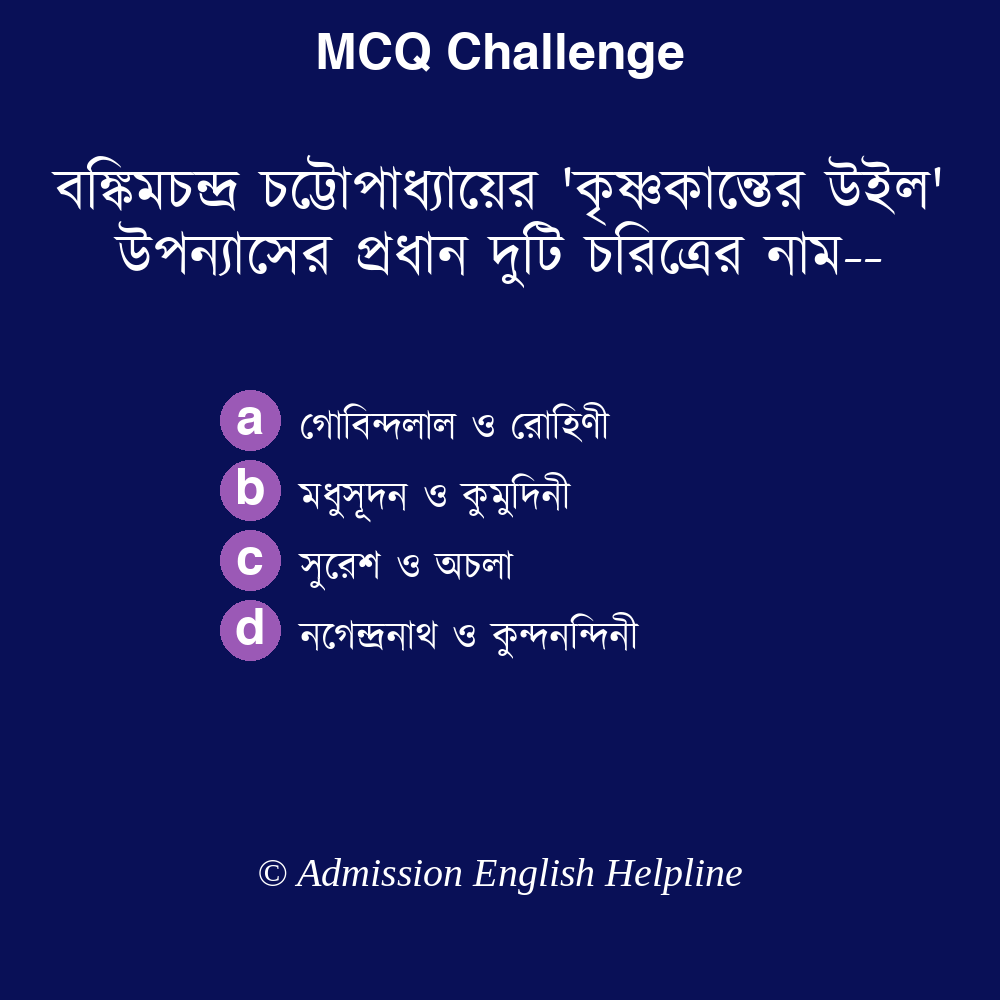 MCQ Challenge
বঙ্কিমচন্দ্র চট্টোপাধ্যায়ের 'কৃষ্ণকান্তের উইল'
উপন্যাসের প্রধান দুটি চরিত্রের নাম--
a গোবিন্দলাল ও রোহিণী
b মধুসূদন ও কুমুদিনী
c সুরেশ ও অচলা
d নগেন্দ্রনাথ ও কুন্দনন্দিনী
© Admission English Helpline